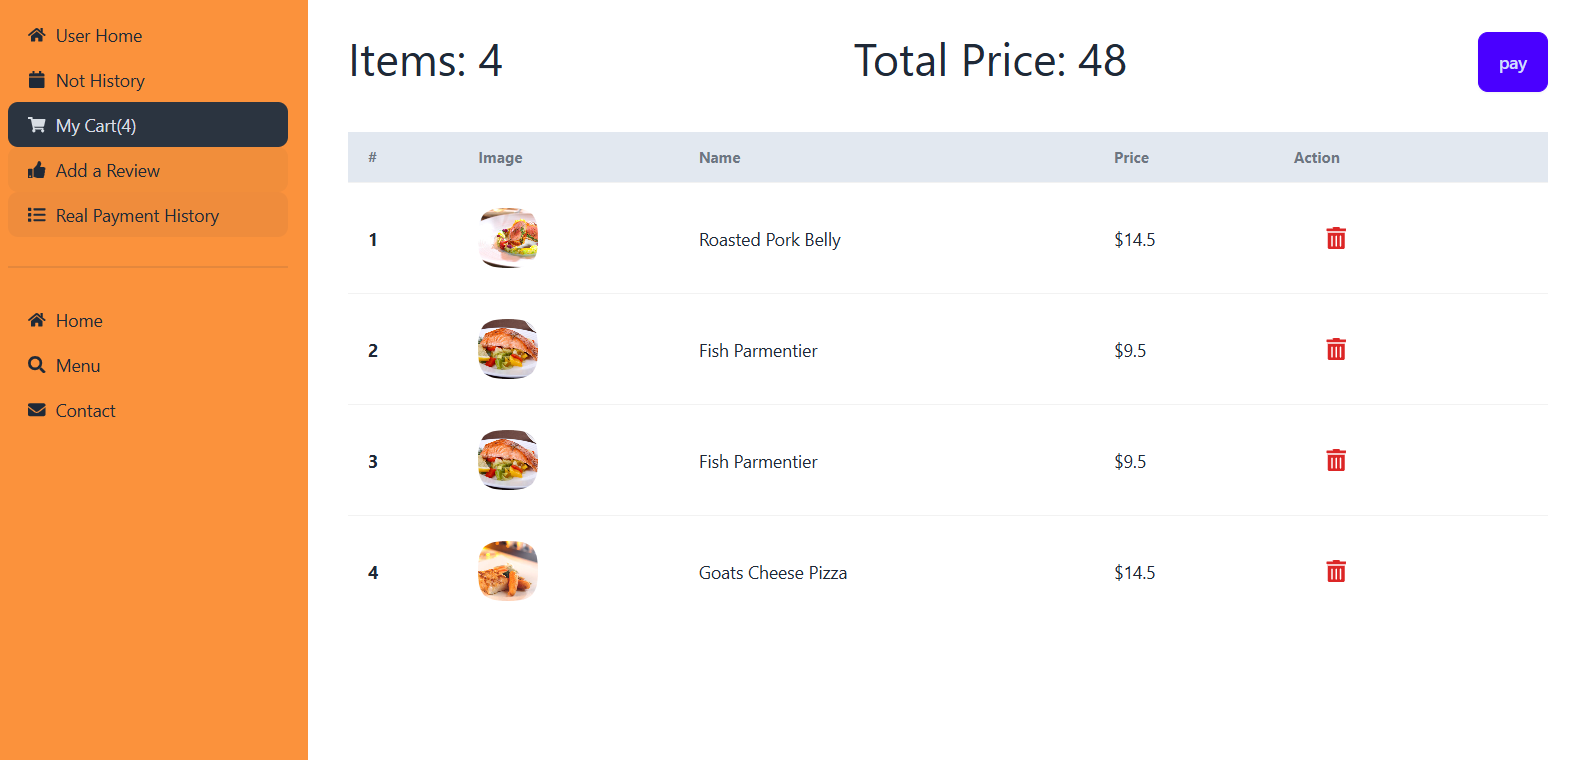 User Home
Not History
My Cart(4)
Add a Review
Real Payment History
Home
Menu
Contact
Items: 4
Total Price: 48
pay
# Image Name Price Action
1 Roasted Pork Belly $14.5
2 Fish Parmentier $9.5
3 Fish Parmentier $9.5
4 Goats Cheese Pizza $14.5